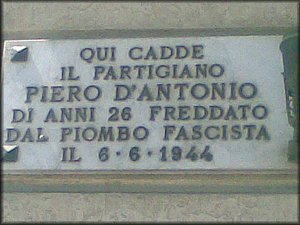 QUI CADDE
IL PARTIGIANO
PIERO D'ANTONIO
DI ANNI 26 FREDDATO
DAL PIOMBO FASCISTA
IL 6-6-1944